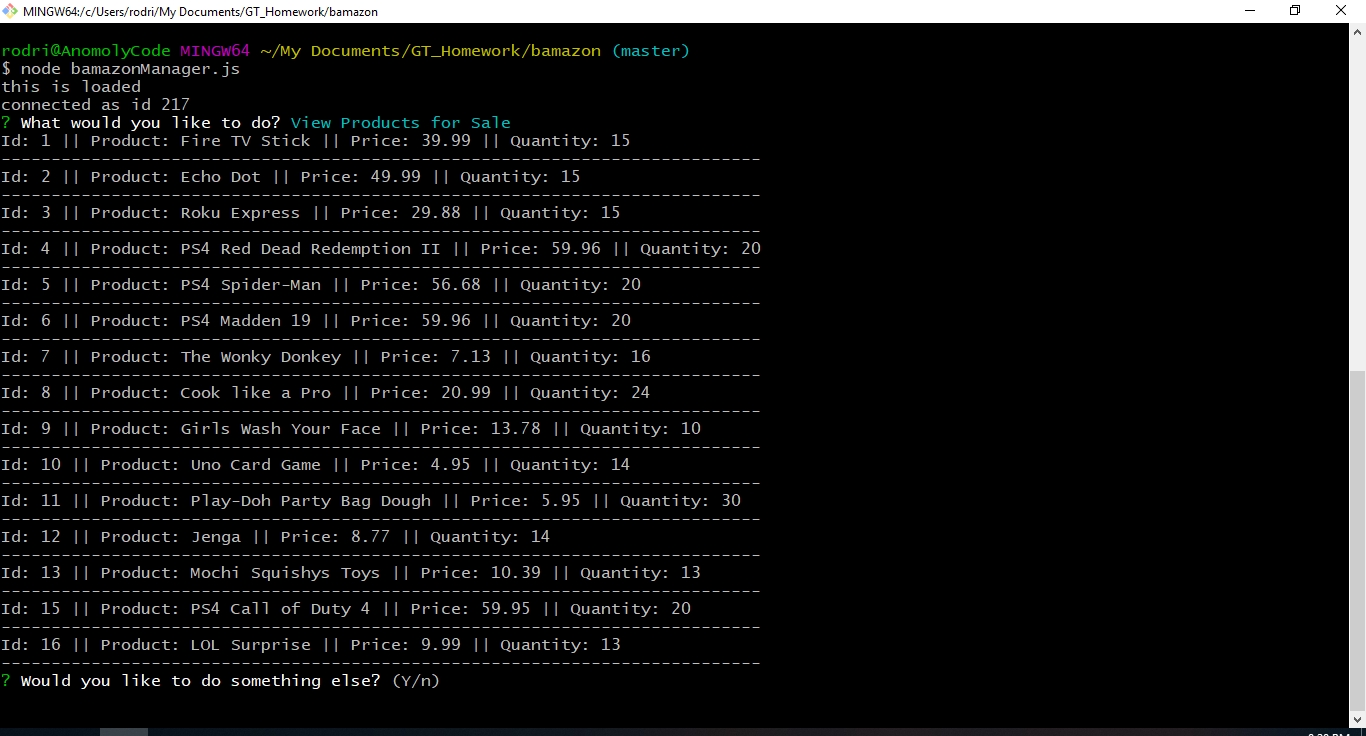 MINGW64:/c/Users/rodri/My Documents/GT_Homework/bamazon
rodri@AnomolyCode MINGW64 ~/My Documents/GT_Homework/bamazon (master)
$ node bamazonManager.js
this is loaded
connected as id 217
? What would you like to do? View Products for Sale
Id: 1 || Product: Fire TV Stick || Price: 39.99 || Quantity: 15
----------------------------------------------------------------------------
Id: 2 || Product: Echo Dot || Price: 49.99 || Quantity: 15
----------------------------------------------------------------------------
Id: 3 || Product: Roku Express || Price: 29.88 || Quantity: 15
----------------------------------------------------------------------------
Id: 4 || Product: PS4 Red Dead Redemption II || Price: 59.96 || Quantity: 20
----------------------------------------------------------------------------
Id: 5 || Product: PS4 Spider-Man || Price: 56.68 || Quantity: 20
----------------------------------------------------------------------------
Id: 6 || Product: PS4 Madden 19 || Price: 59.96 || Quantity: 20
----------------------------------------------------------------------------
Id: 7 || Product: The Wonky Donkey || Price: 7.13 || Quantity: 16
----------------------------------------------------------------------------
Id: 8 || Product: Cook like a Pro || Price: 20.99 || Quantity: 24
----------------------------------------------------------------------------
Id: 9 || Product: Girls Wash Your Face || Price: 13.78 || Quantity: 10
----------------------------------------------------------------------------
Id: 10 || Product: Uno Card Game || Price: 4.95 || Quantity: 14
----------------------------------------------------------------------------
Id: 11 || Product: Play-Doh Party Bag Dough || Price: 5.95 || Quantity: 30
----------------------------------------------------------------------------
Id: 12 || Product: Jenga || Price: 8.77 || Quantity: 14
----------------------------------------------------------------------------
Id: 13 || Product: Mochi Squishys Toys || Price: 10.39 || Quantity: 13
----------------------------------------------------------------------------
Id: 15 || Product: PS4 Call of Duty 4 || Price: 59.95 || Quantity: 20
----------------------------------------------------------------------------
Id: 16 || Product: LOL Surprise || Price: 9.99 || Quantity: 13
----------------------------------------------------------------------------
? Would you like to do something else? (Y/n)